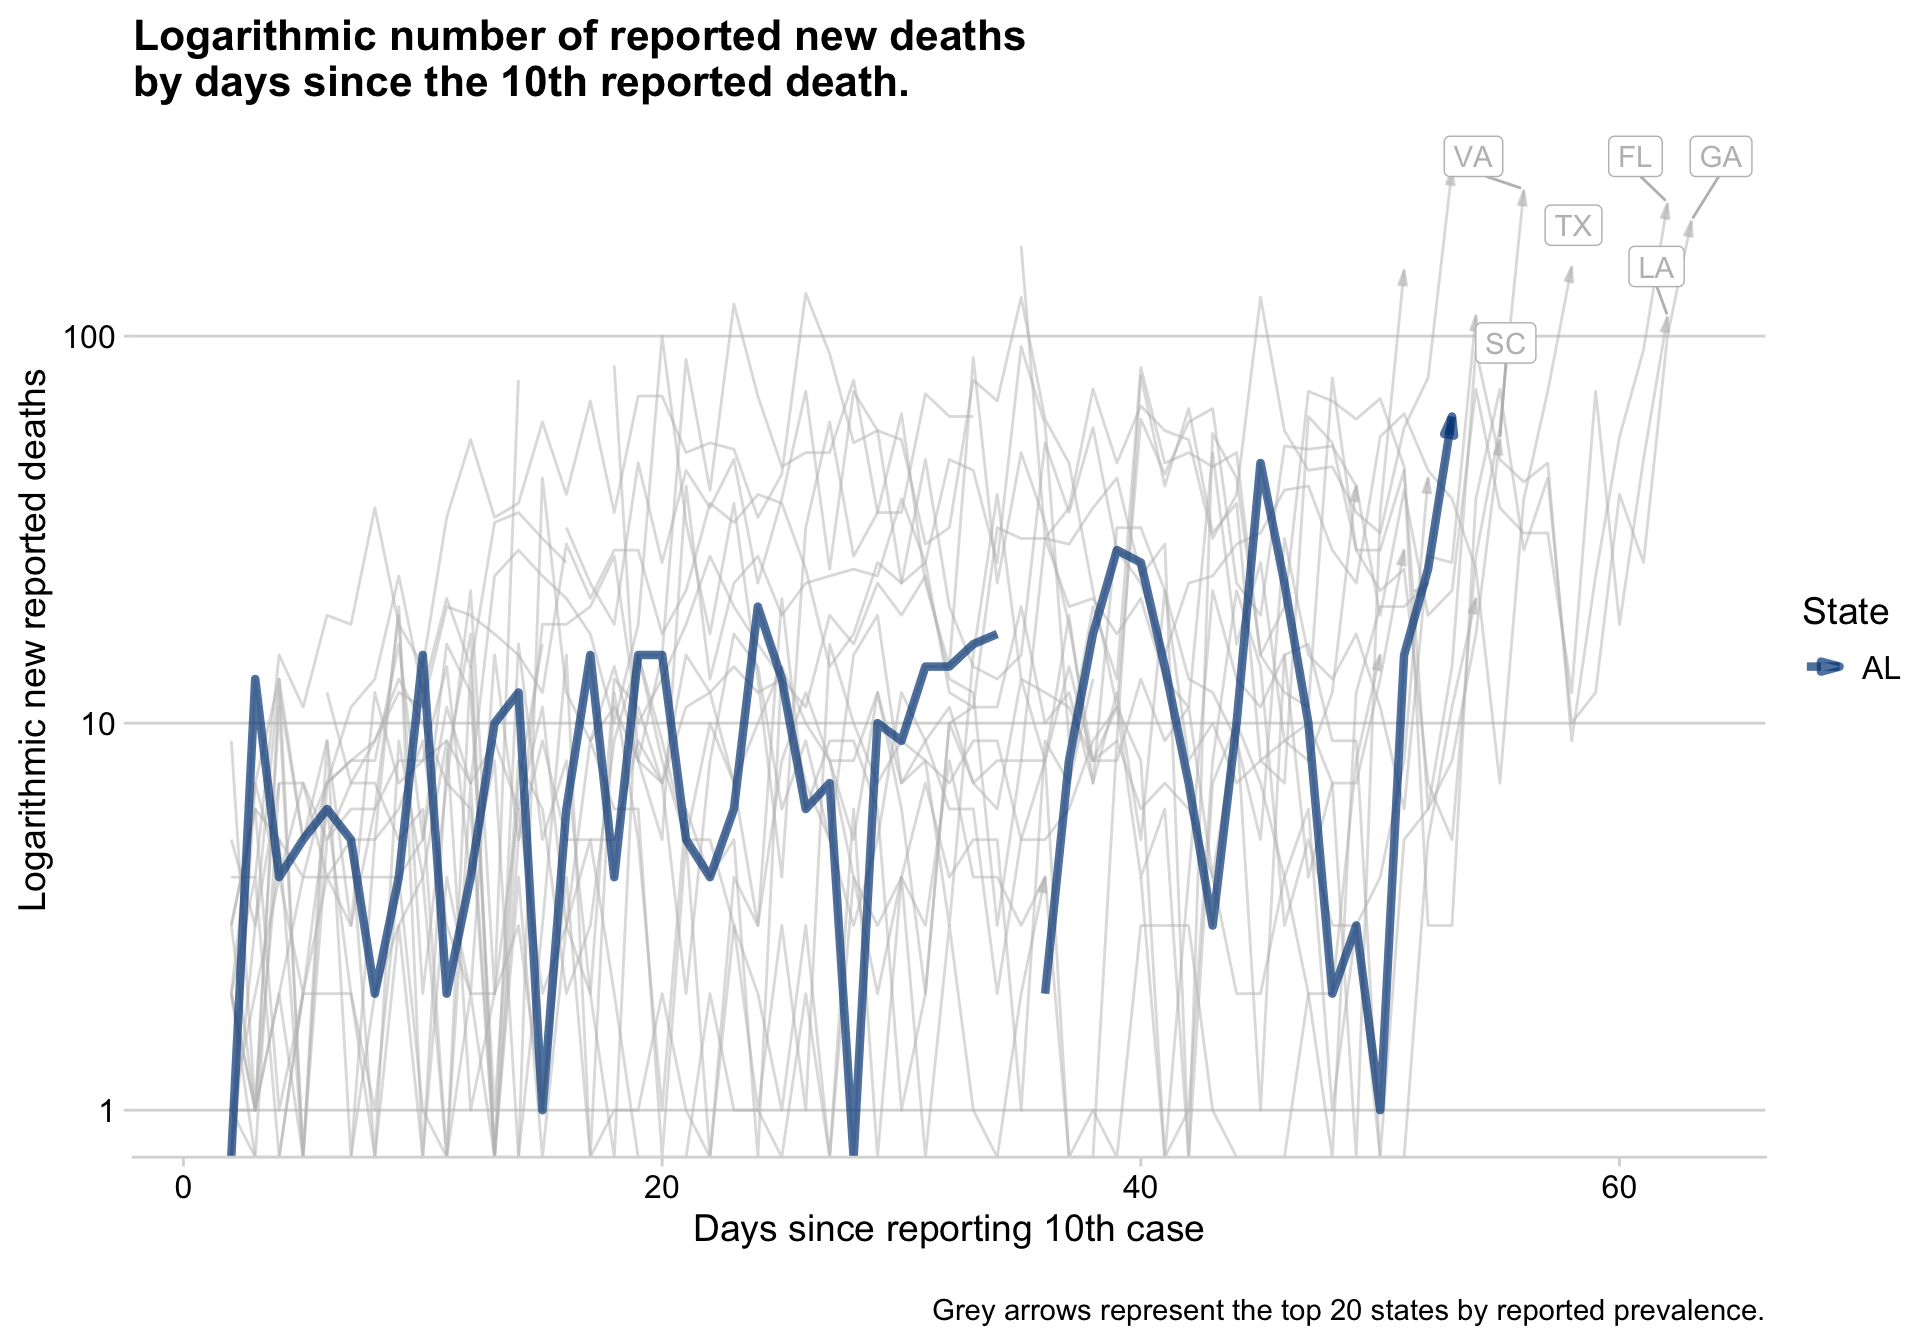 Logarithmic number of reported new deaths
by days since the 10th reported death.
VA
FL
GA
TX
LA
SC
100
10
1
Logarithmic new reported deaths
0
20
40
60
Days since reporting 10th case
State
AL
Grey arrows represent the top 20 states by reported prevalence.